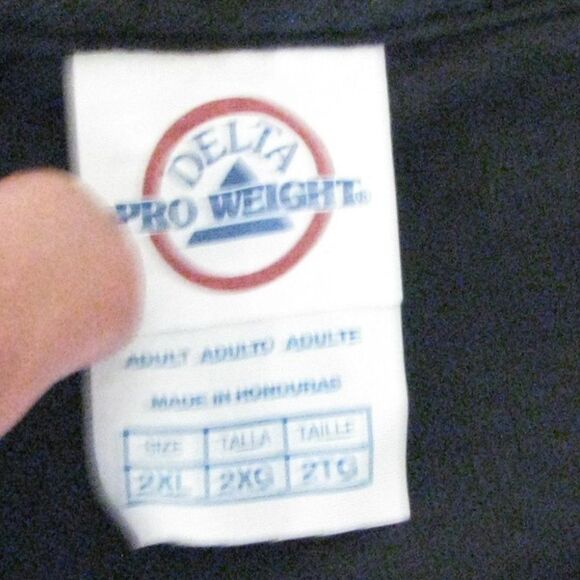 DELTA
PRO WEIGHT®
ADULT ADULTO ADULTE
MADE IN HONDURAS
SIZE TALLA TAILLE
2XL 2XG 2TG